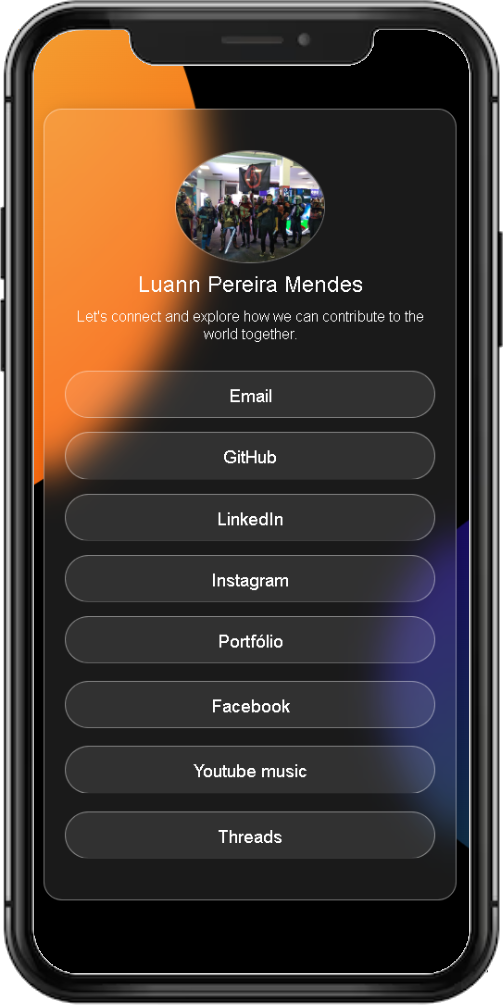 Luann Pereira Mendes
Let's connect and explore how we can contribute to the
world together.
Email
GitHub
LinkedIn
Instagram
Portfólio
Facebook
Youtube music
Threads